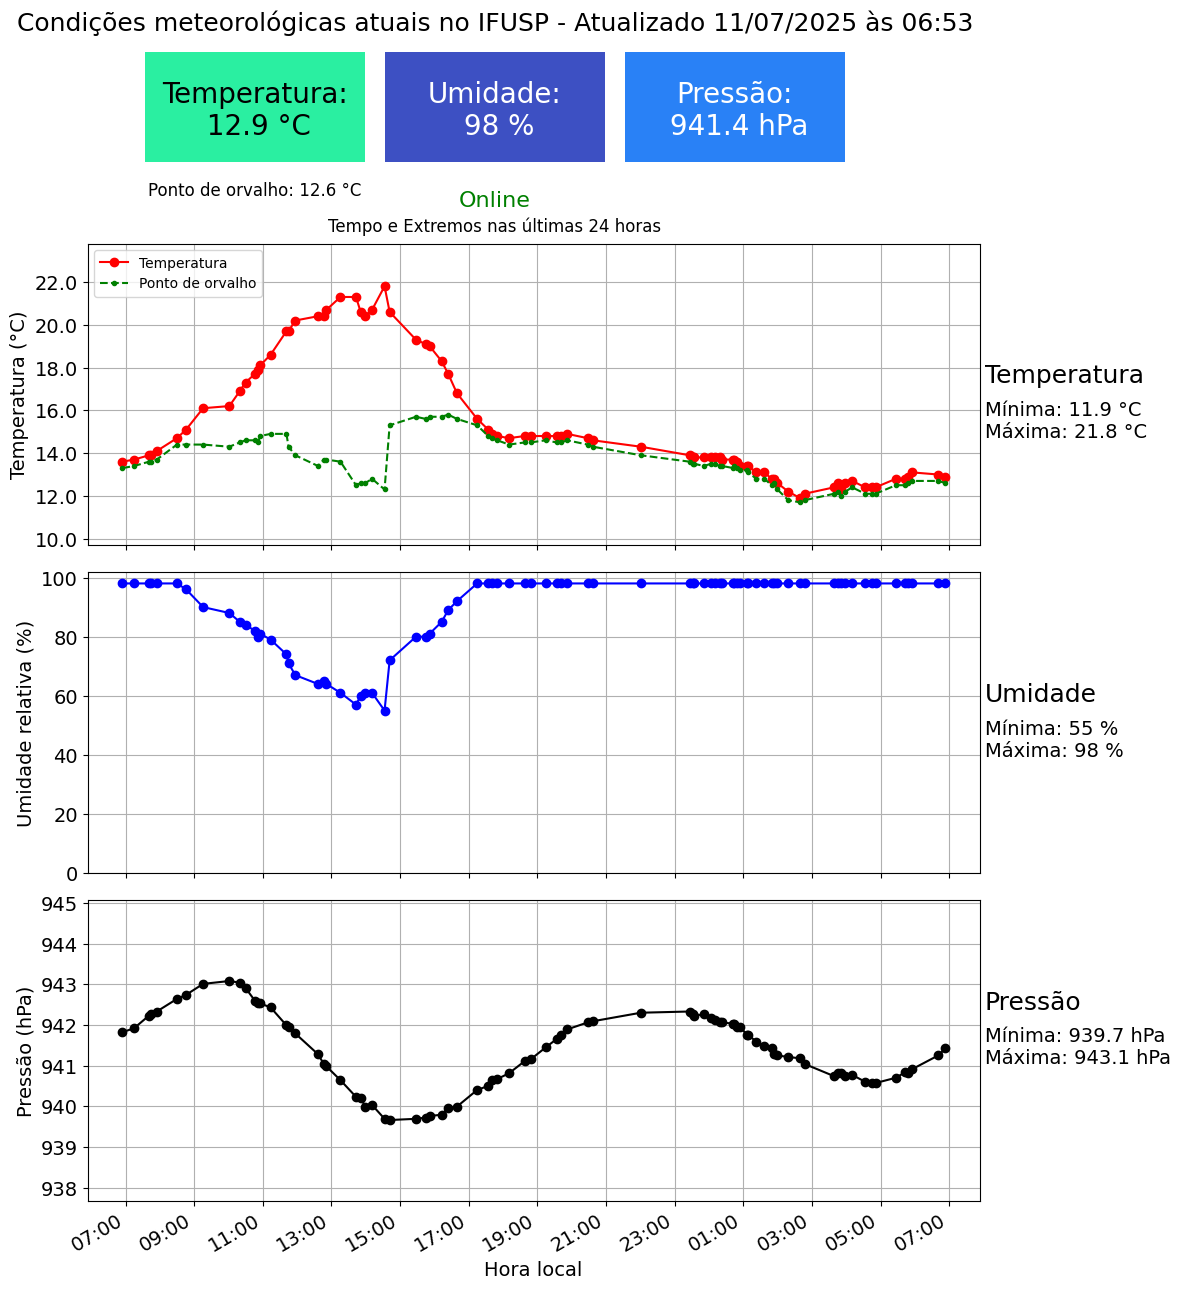 Condições meteorológicas atuais no IFUSP - Atualizado 11/07/2025 às 06:53
Temperatura:
12.9 °C
Umidade:
98 %
Pressão:
941.4 hPa
Ponto de orvalho: 12.6 °C
Online
Tempo e Extremos nas últimas 24 horas
Temperatura
Ponto de orvalho
Temperatura (°C)
22.0
20.0
18.0
16.0
14.0
12.0
10.0
Temperatura
Mínima: 11.9 °C
Máxima: 21.8 °C
Umidade relativa (%)
100
80
60
40
20
0
Umidade
Mínima: 55 %
Máxima: 98 %
Pressão (hPa)
945
944
943
942
941
940
939
938
Pressão
Mínima: 939.7 hPa
Máxima: 943.1 hPa
07:00 09:00 11:00 13:00 15:00 17:00 19:00 21:00 23:00 01:00 03:00 05:00 07:00
Hora local